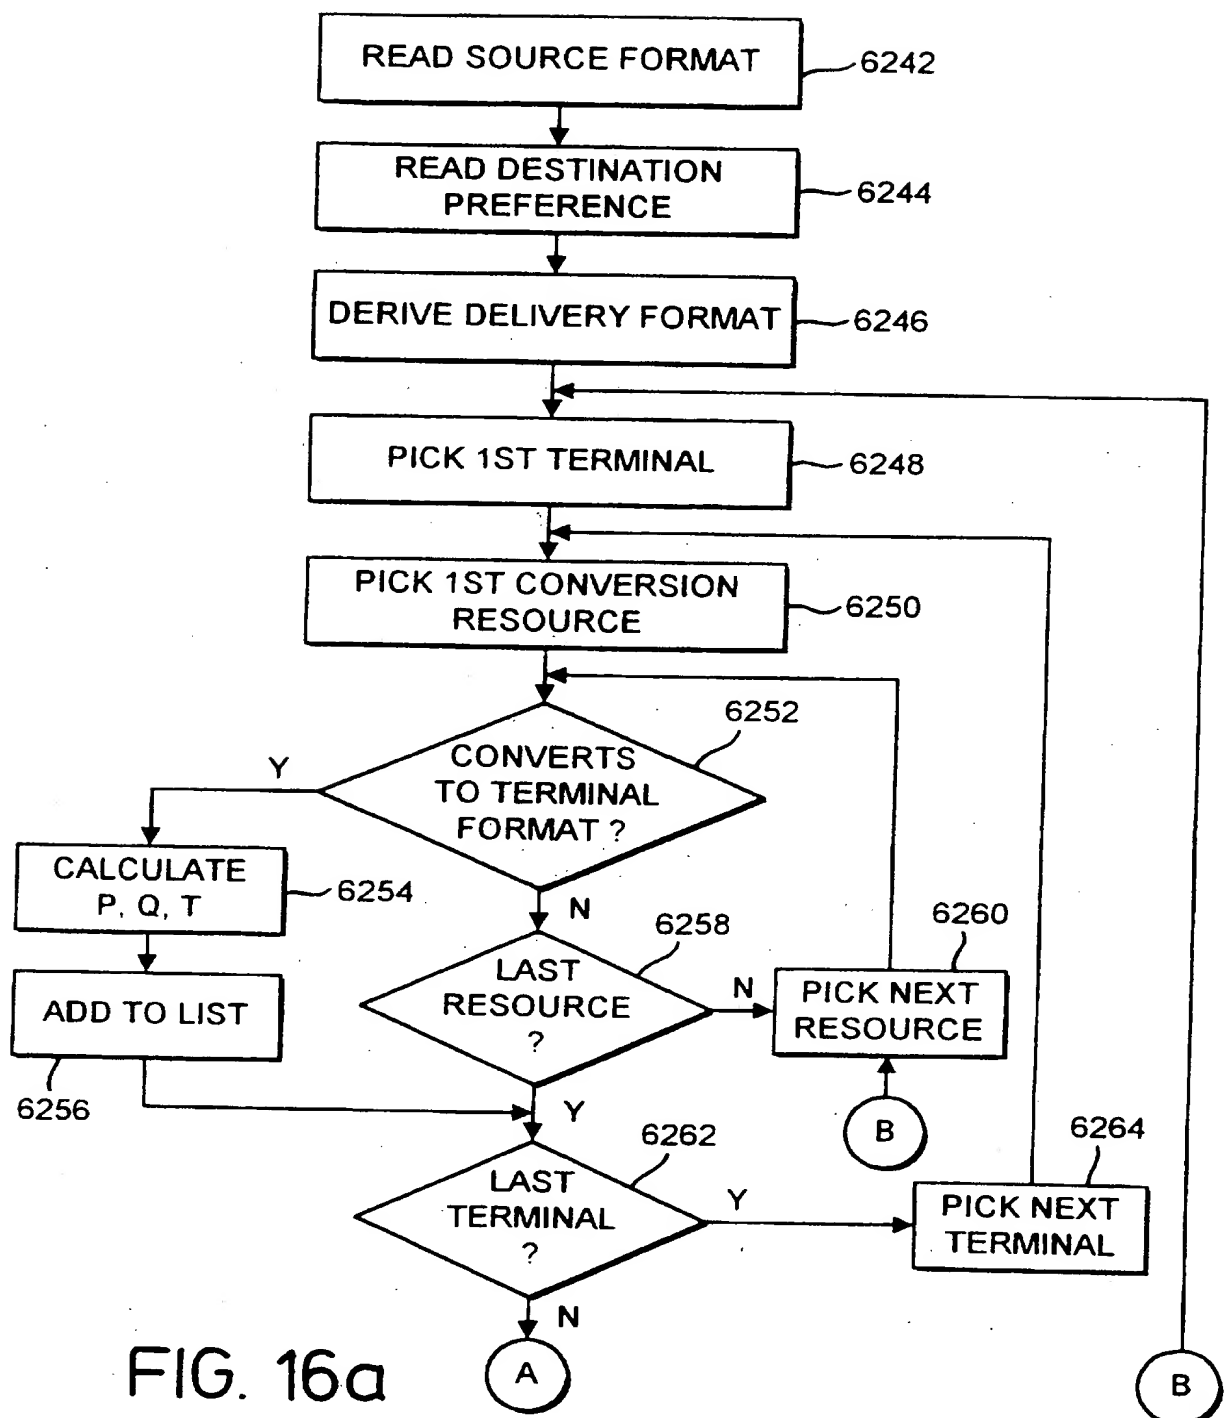 READ SOURCE FORMAT
6242
READ DESTINATION
PREFERENCE
6244
DERIVE DELIVERY FORMAT
6246
PICK 1ST TERMINAL
6248
PICK 1ST CONVERSION
RESOURCE
6250
6252
CONVERTS
TO TERMINAL
FORMAT ?
Y
N
CALCULATE
P, Q, T
6254
ADD TO LIST
6256
6258
LAST
RESOURCE
?
N
Y
6260
PICK NEXT
RESOURCE
B
6262
LAST
TERMINAL
?
Y
N
6264
PICK NEXT
TERMINAL
A
B
FIG. 16a